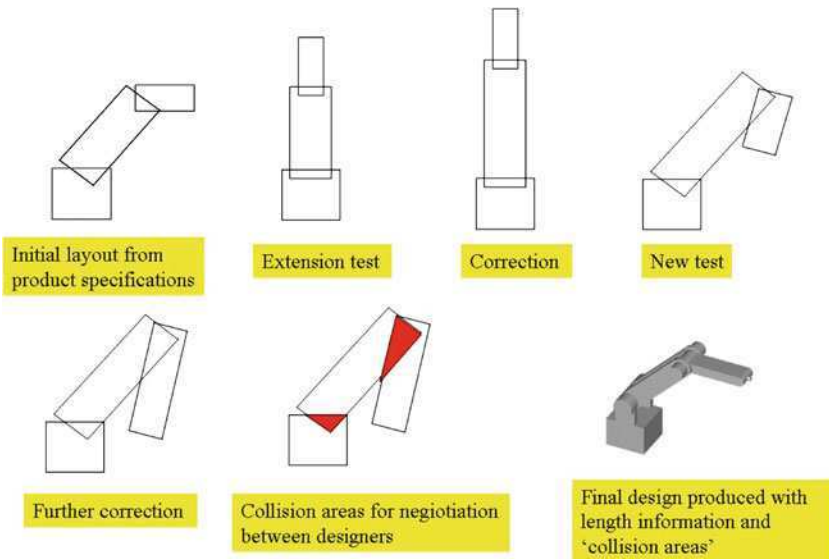 Initial layout from
product specifications
Extension test
Correction
New test
Further correction
Collision areas for negiotiation
between designers
Final design produced with
length information and
‘collision areas’